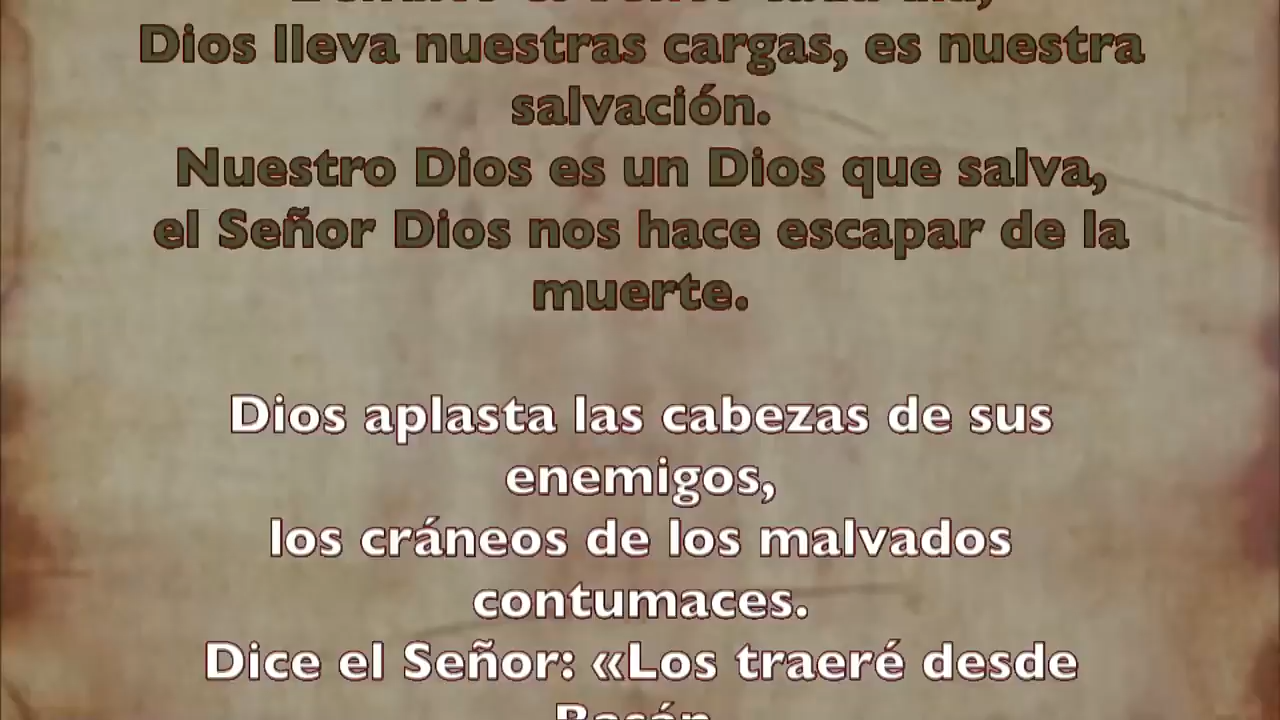 Dios lleva nuestras cargas, es nuestra
salvación.
Nuestro Dios es un Dios que salva,
el Señor Dios nos hace escapar de la
muerte.
Dios aplasta las cabezas de sus
enemigos,
los cráneos de los malvados
contumaces.
Dice el Señor: «Los traeré desde